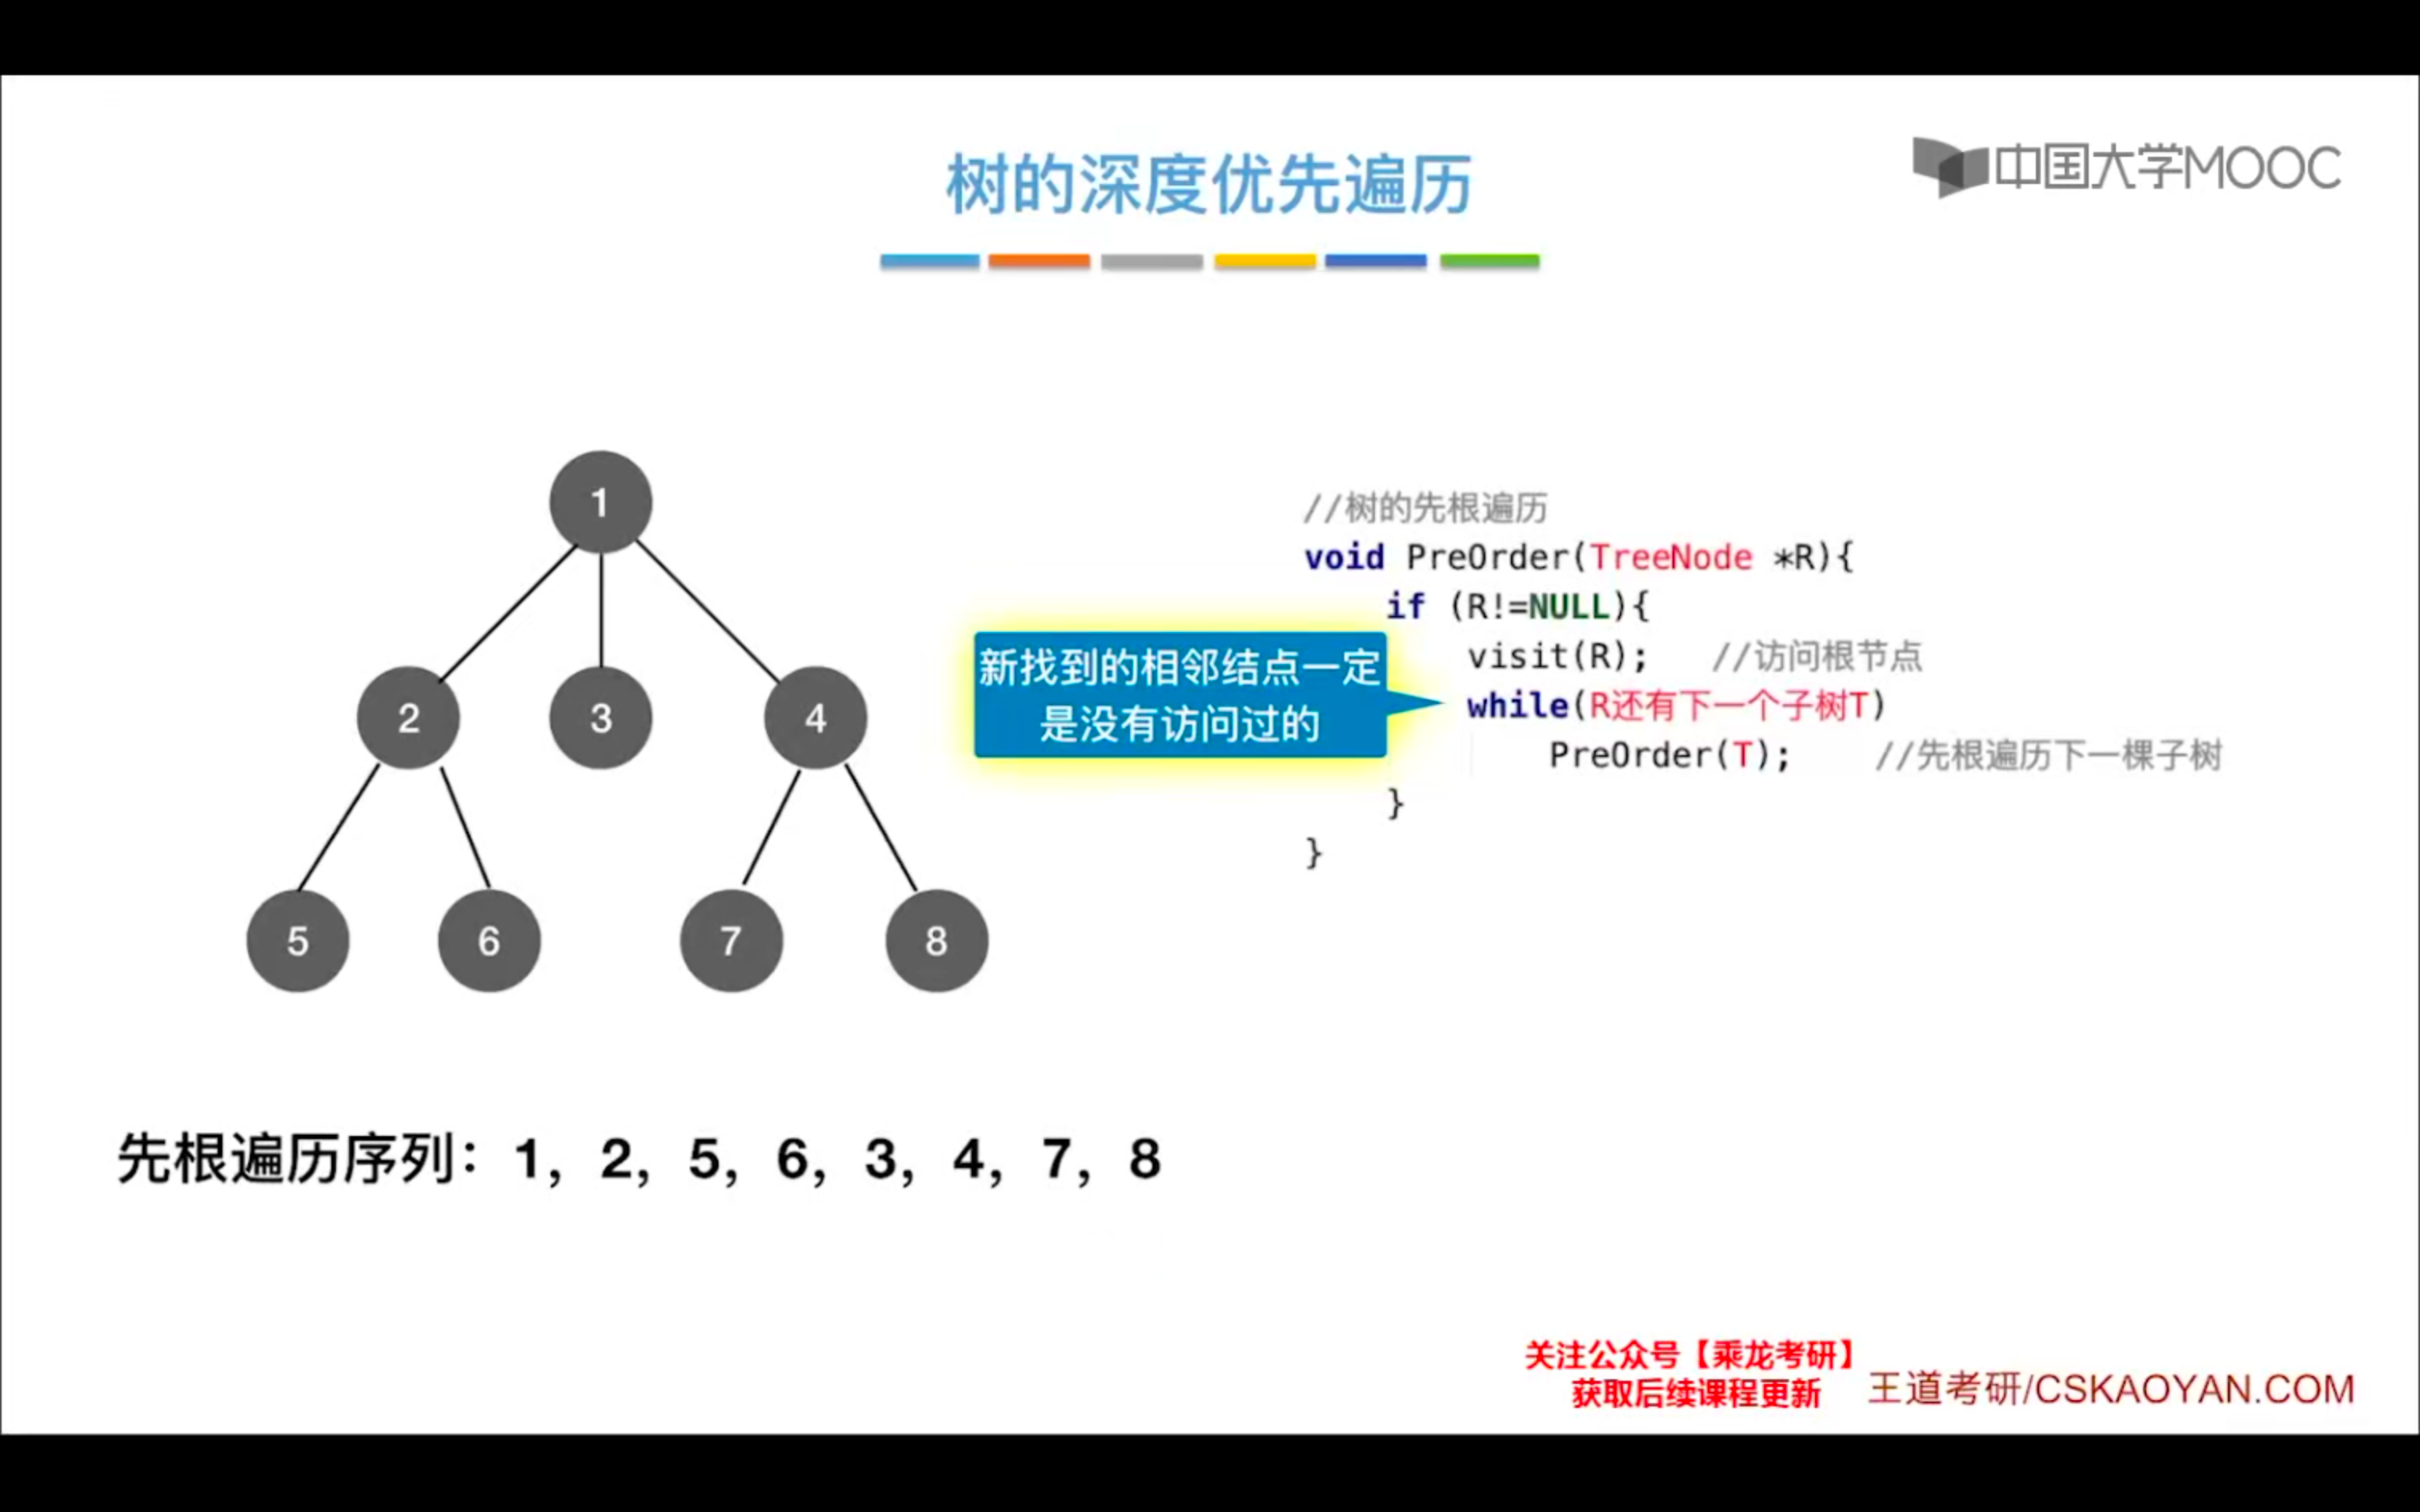 树的深度优先遍历
中国大学MOOC
1
2
3
4
5
6
7
8
//树的先根遍历
void PreOrder(TreeNode *R){
if (R!=NULL){
visit(R); //访问根节点
while(R还有下一个子树T)
PreOrder(T); //先根遍历下一棵子树
}
}
新找到的相邻结点一定
是没有访问过的
先根遍历序列：1, 2, 5, 6, 3, 4, 7, 8
关注公众号【乘龙考研】
获取后续课程更新
王道考研/CSKAOYAN.COM